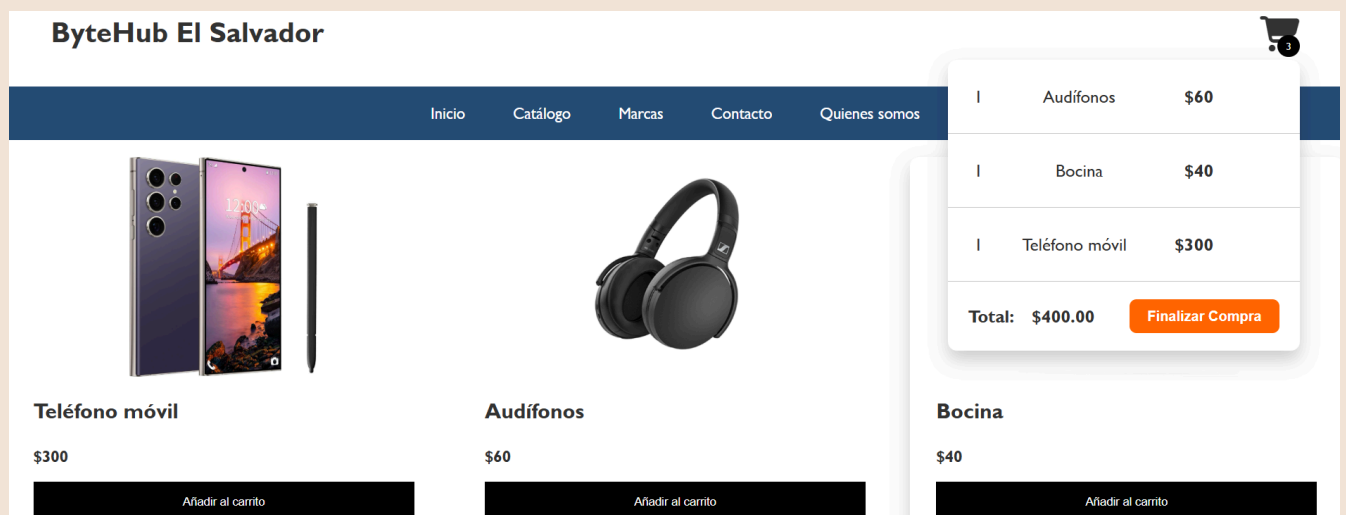 ByteHub El Salvador
3
Inicio Catálogo Marcas Contacto Quienes somos
1 Audífonos $60
1 Bocina $40
1 Teléfono móvil $300
Total: $400.00 Finalizar Compra
12:00
Teléfono móvil
$300
Añadir al carrito
Audífonos
$60
Añadir al carrito
Bocina
$40
Añadir al carrito